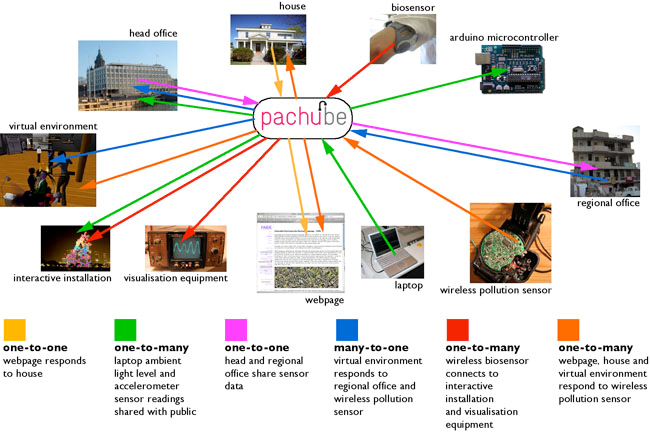 house
biosensor
head office
arduino microcontroller
pachube
virtual environment
regional office
interactive installation
visualisation equipment
webpage
laptop
wireless pollution sensor
one-to-one
webpage responds
to house
one-to-many
laptop ambient
light level and
accelerometer
sensor readings
shared with public
one-to-one
head and regional
office share sensor
data
many-to-one
virtual environment
responds to
regional office and
wireless pollution
sensor
one-to-many
wireless biosensor
connects to
interactive
installation
and visualisation
equipment
one-to-many
webpage, house and
virtual environment
respond to wireless
pollution sensor